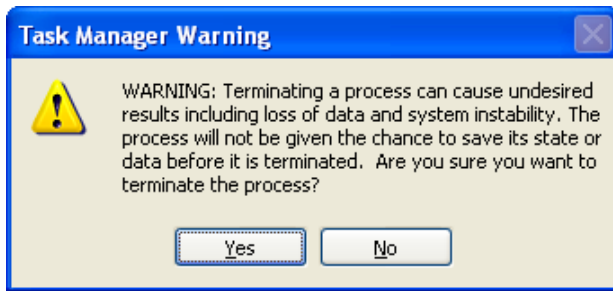 Task Manager Warning
WARNING: Terminating a process can cause undesired
results including loss of data and system instability. The
process will not be given the chance to save its state or
data before it is terminated.  Are you sure you want to
terminate the process?
Yes No